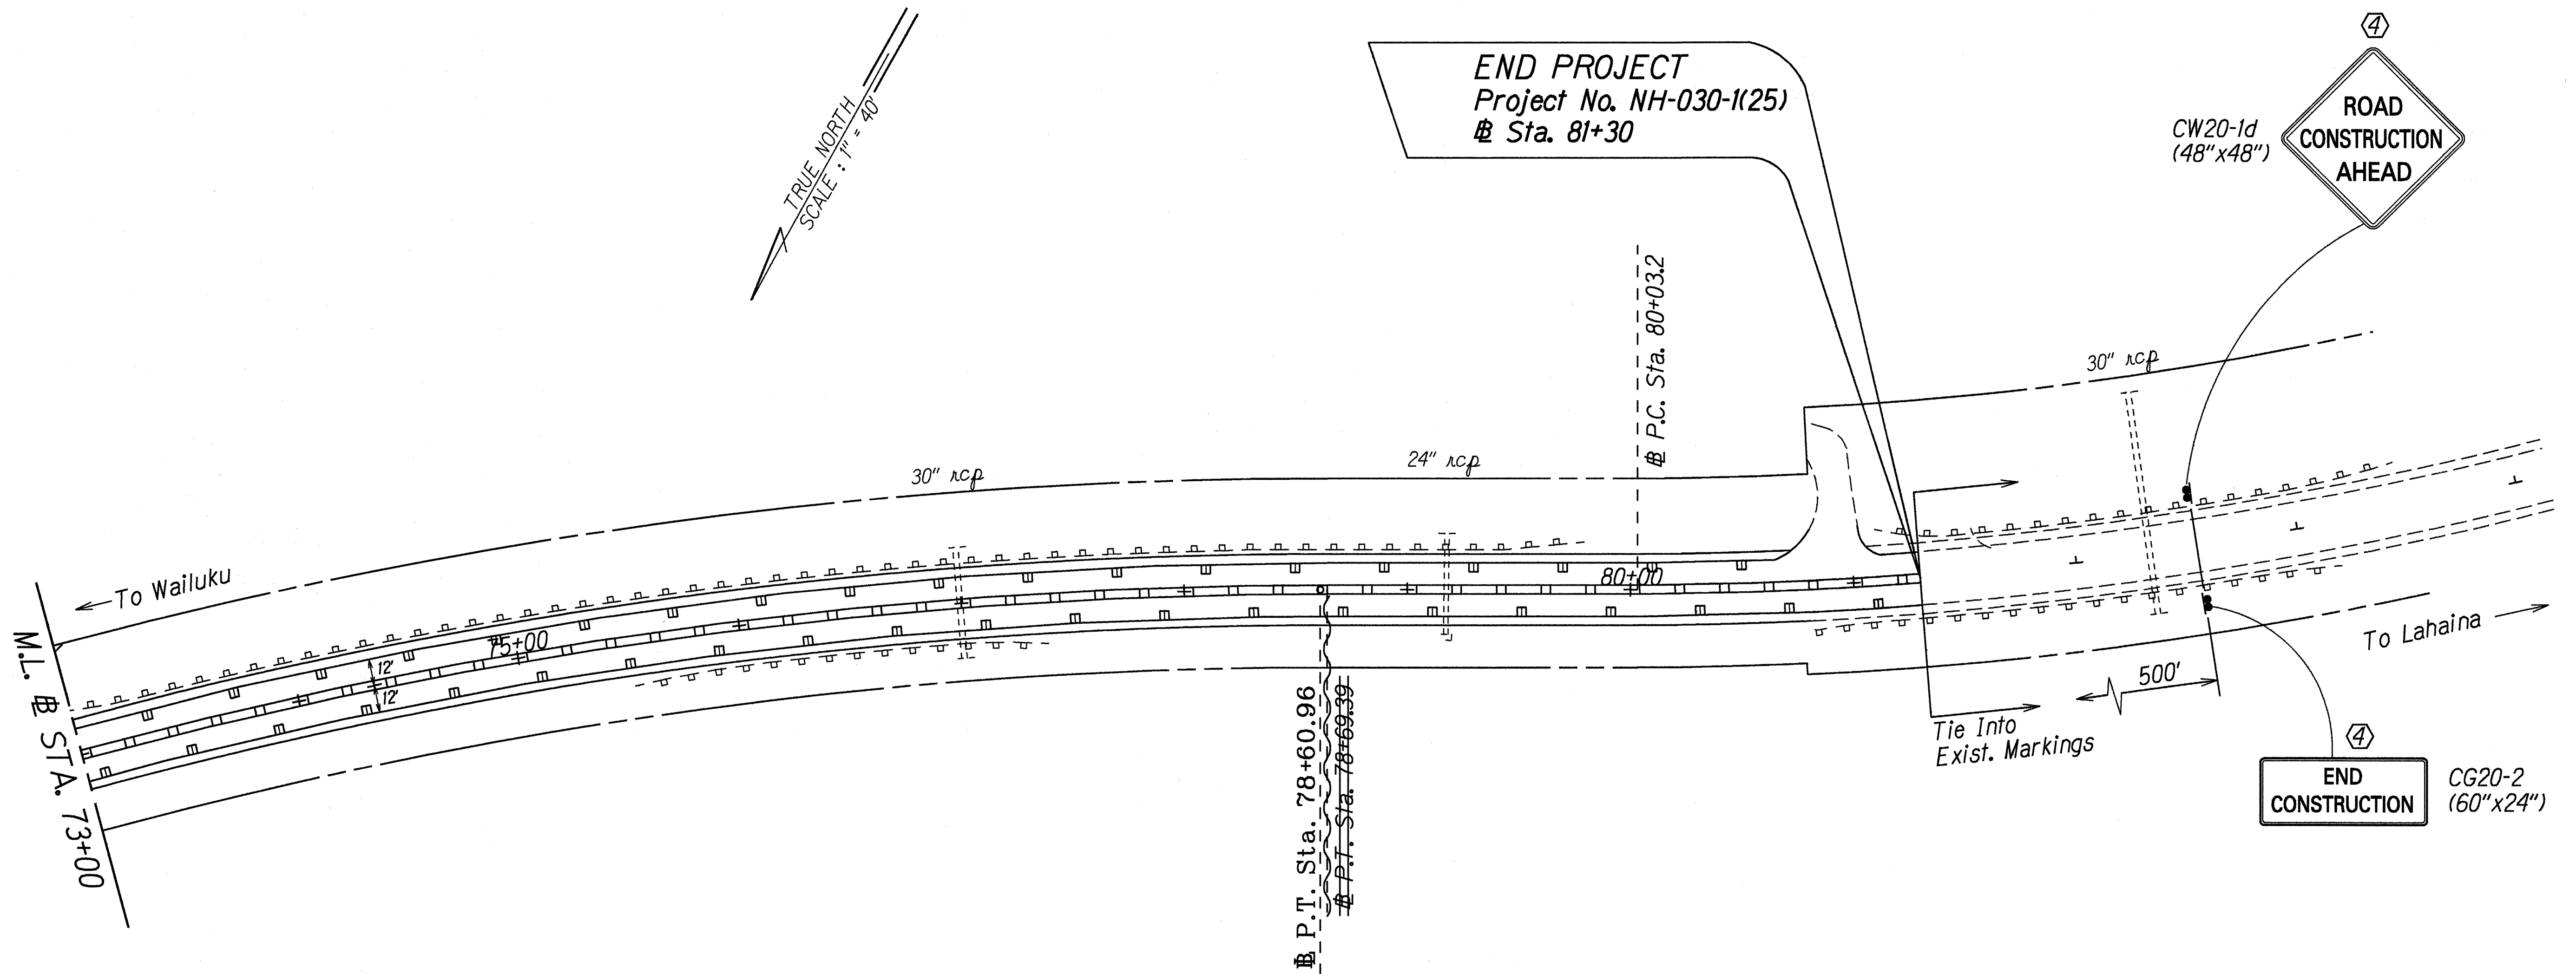 END PROJECT
Project No. NH-030-1(25)
℄ Sta. 81+30
TRUE NORTH
SCALE : 1" = 40'
4
ROAD
CONSTRUCTION
AHEAD
CW20-1d
(48"x48")
P.C. Sta. 80+03.2
30" rcp
24" rcp
30" rcp
To Wailuku
75+00
12'
12'
80+00
M.L. STA. 73+00
P.T. Sta. 78+60.96
P.T. Sta. 78+69.39
Tie Into
Exist. Markings
500'
To Lahaina
4
END
CONSTRUCTION
CG20-2
(60"x24")